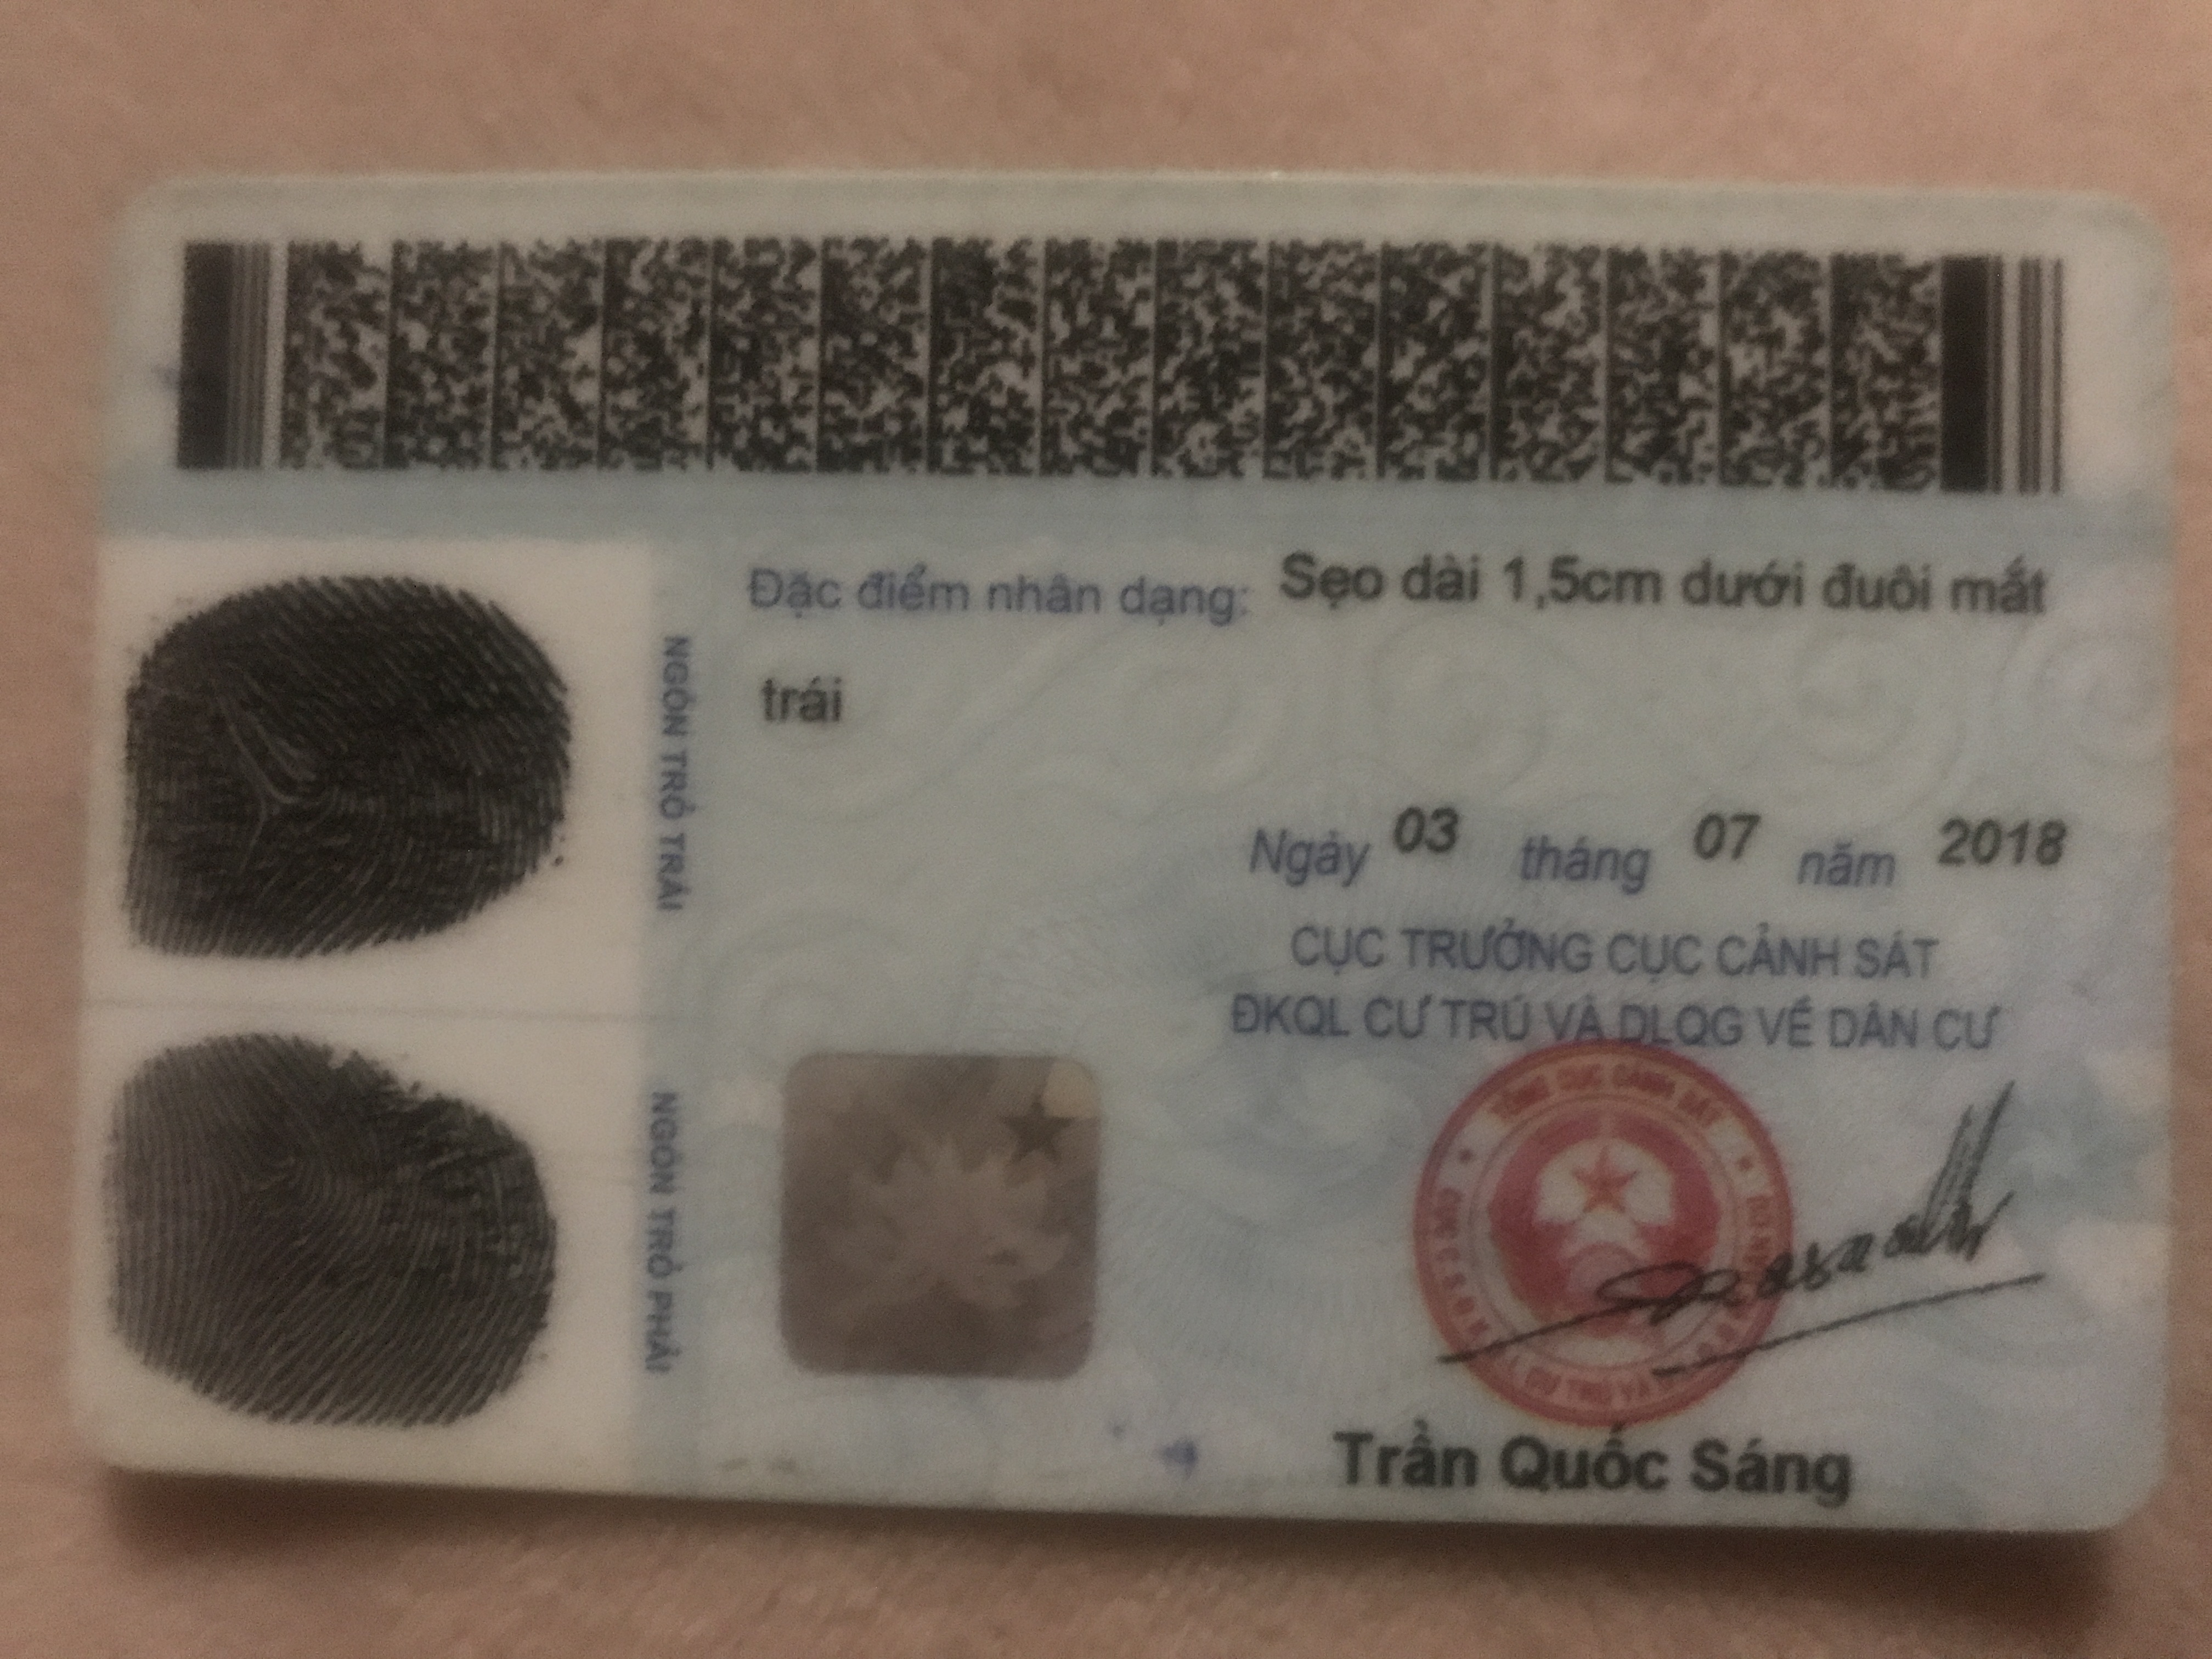 Đặc điểm nhân dạng: Sẹo dài 1,5cm dưới đuôi mắt
trái
NGÓN TRỎ TRÁI
NGÓN TRỎ PHẢI
Ngày 03 tháng 07 năm 2018
CỤC TRƯỞNG CỤC CẢNH SÁT
ĐKQL CƯ TRÚ VÀ DLQG VỀ DÂN CƯ
Trần Quốc Sáng